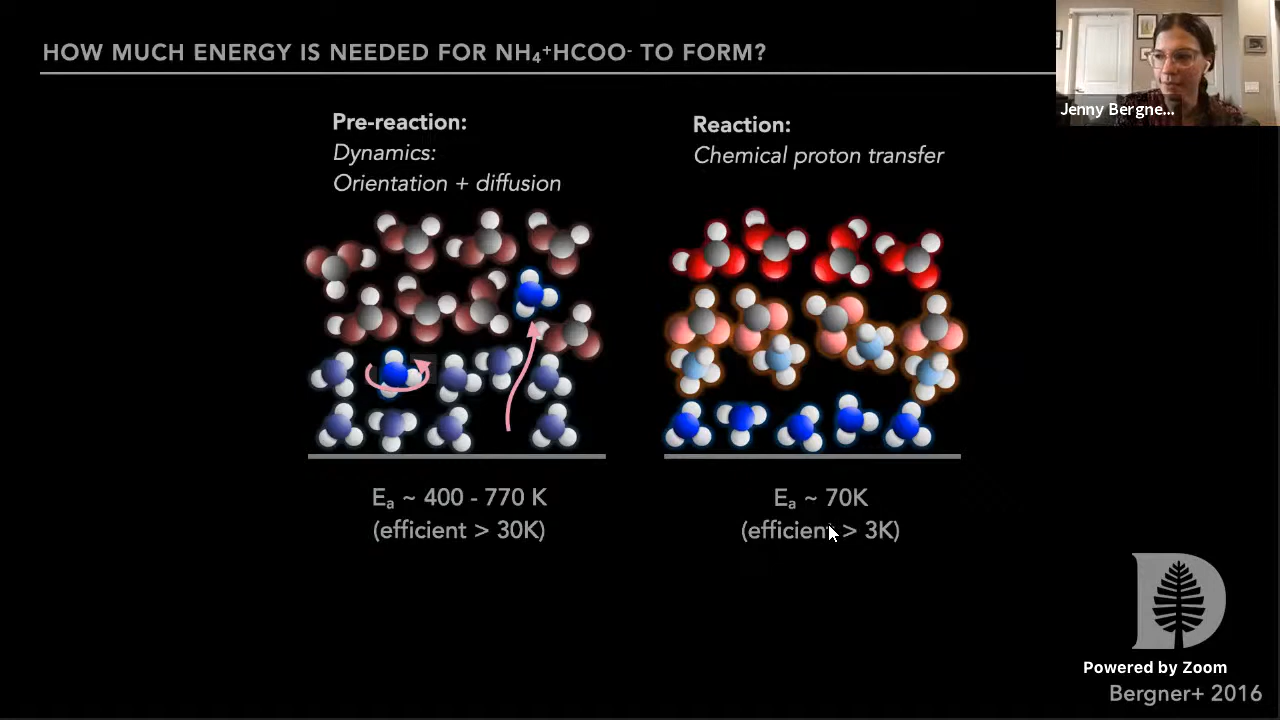 HOW MUCH ENERGY IS NEEDED FOR NH₄⁺HCOO⁻ TO FORM?
Jenny Bergne...
Pre-reaction:
Dynamics:
Orientation + diffusion
Reaction:
Chemical proton transfer
Eₐ ~ 400 - 770 K
(efficient > 30K)
Eₐ ~ 70K
(efficient > 3K)
D
Powered by Zoom
Bergner+ 2016